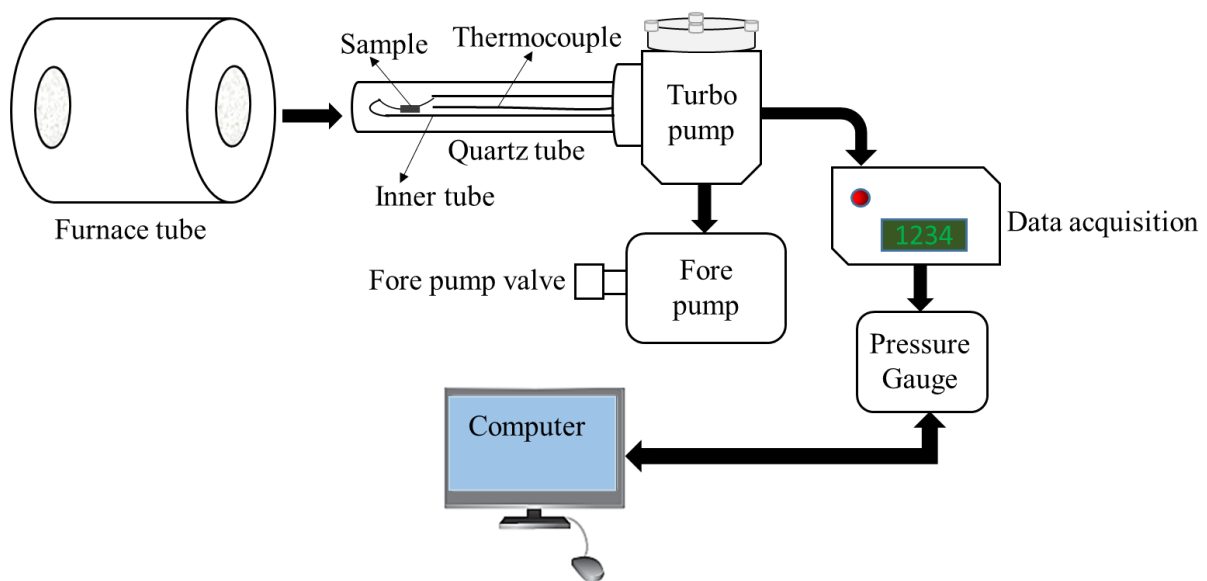 Sample
Thermocouple
Turbo
pump
Quartz tube
Inner tube
Furnace tube
1234
Data acquisition
Fore pump valve
Fore
pump
Pressure
Gauge
Computer